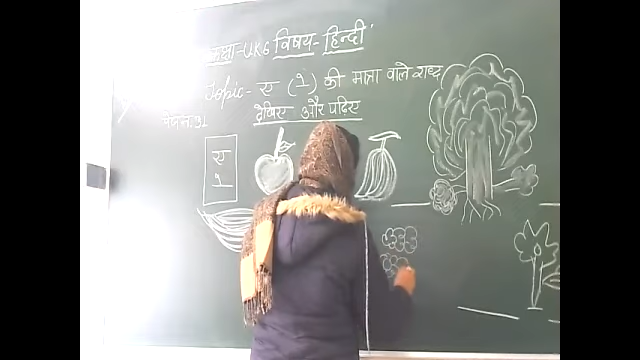 कक्षा-UKG विषय-हिन्दी
Topic - ए (े) की मात्रा वाले शब्द
देखिए और पढ़िए
ए
े